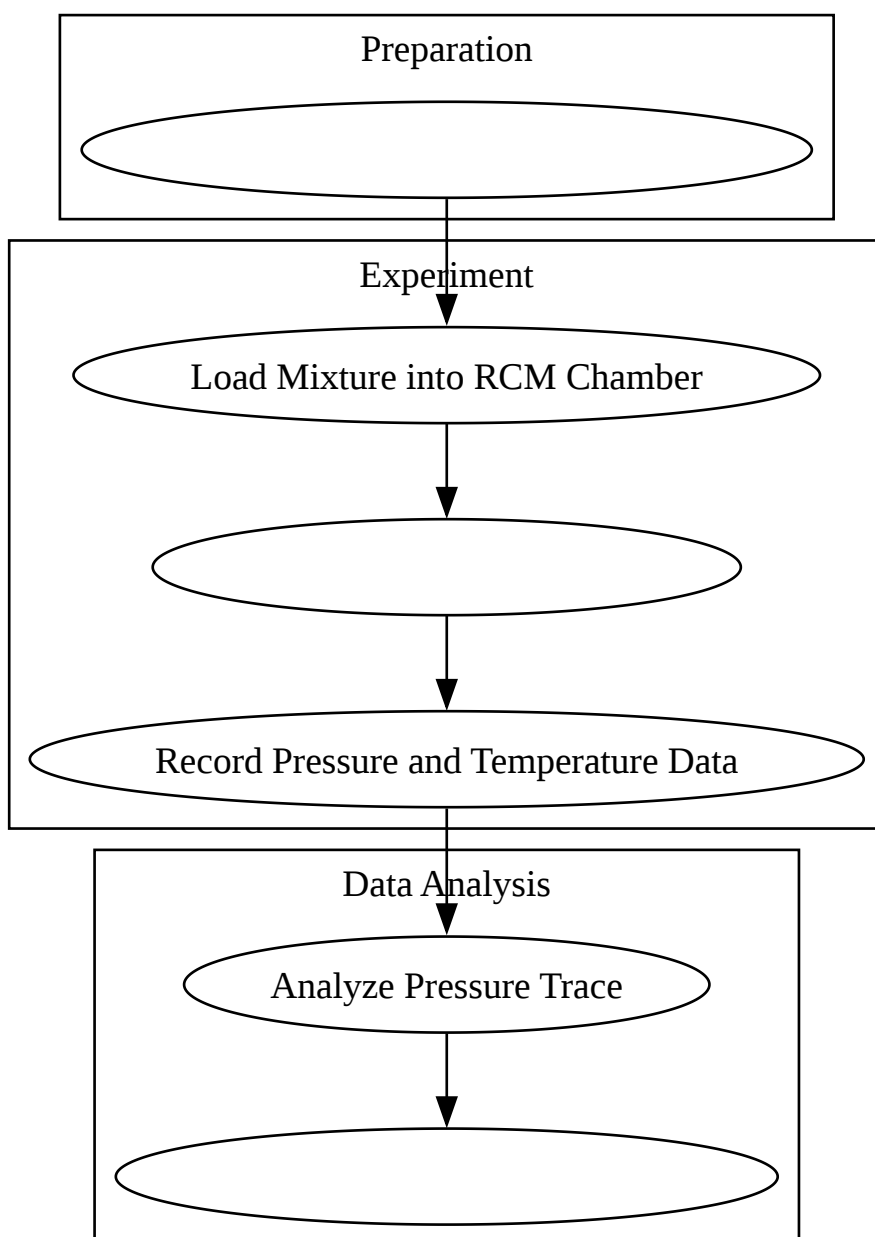 Preparation
Experiment
Load Mixture into RCM Chamber
Record Pressure and Temperature Data
Data Analysis
Analyze Pressure Trace